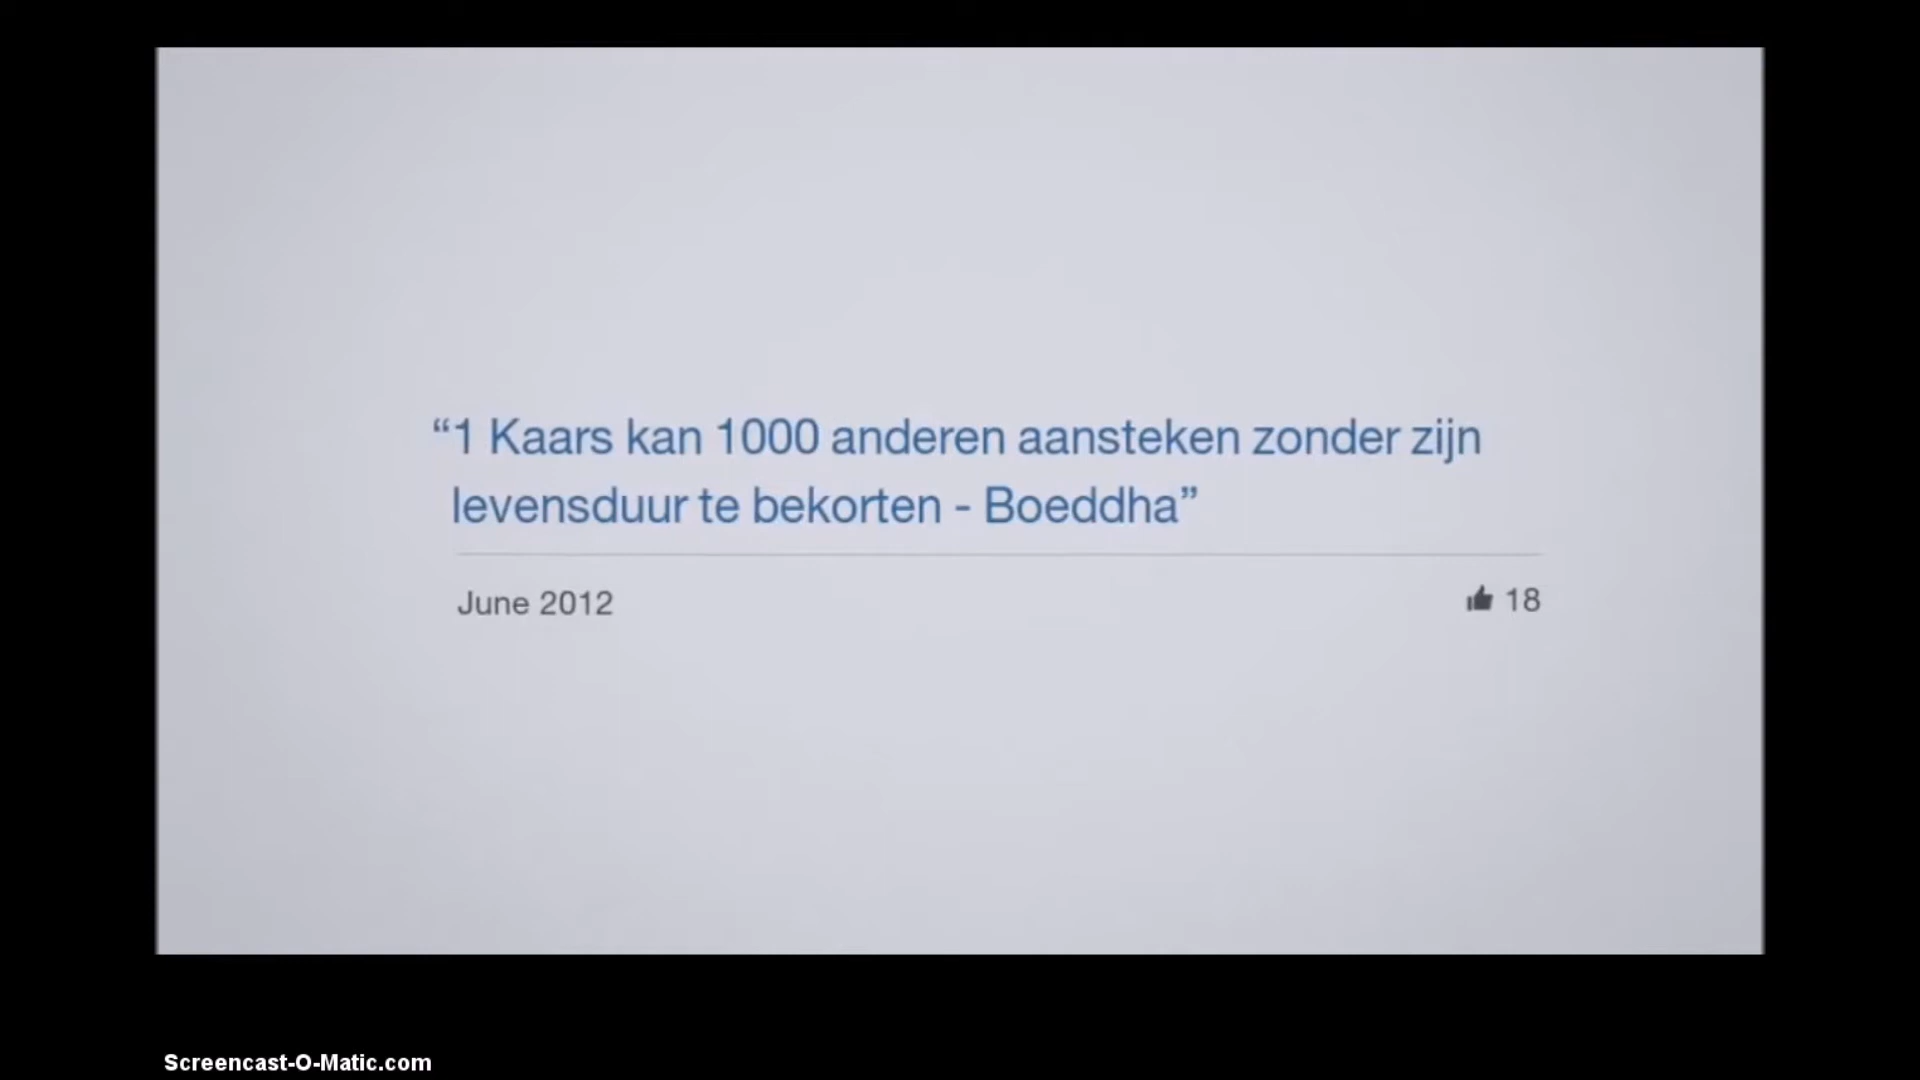 “1 Kaars kan 1000 anderen aansteken zonder zijn
levensduur te bekorten - Boeddha”
June 2012
18
Screencast-O-Matic.com